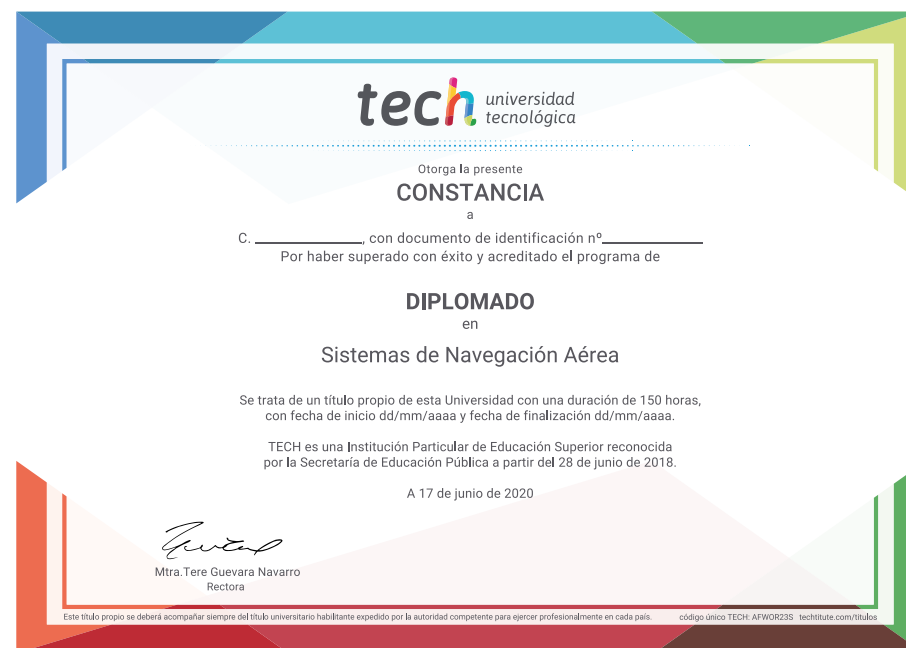 tech universidad
tecnológica
Otorga la presente
CONSTANCIA
a
C. ____________, con documento de identificación nº____________
Por haber superado con éxito y acreditado el programa de
DIPLOMADO
en
Sistemas de Navegación Aérea
Se trata de un título propio de esta Universidad con una duración de 150 horas,
con fecha de inicio dd/mm/aaaa y fecha de finalización dd/mm/aaaa.
TECH es una Institución Particular de Educación Superior reconocida
por la Secretaría de Educación Pública a partir del 28 de junio de 2018.
A 17 de junio de 2020
Mtra.Tere Guevara Navarro
Rectora
Este título propio se deberá acompañar siempre del título universitario habilitante expedido por la autoridad competente para ejercer profesionalmente en cada país. código único TECH: AFWOR23S techtitute.com/titulos